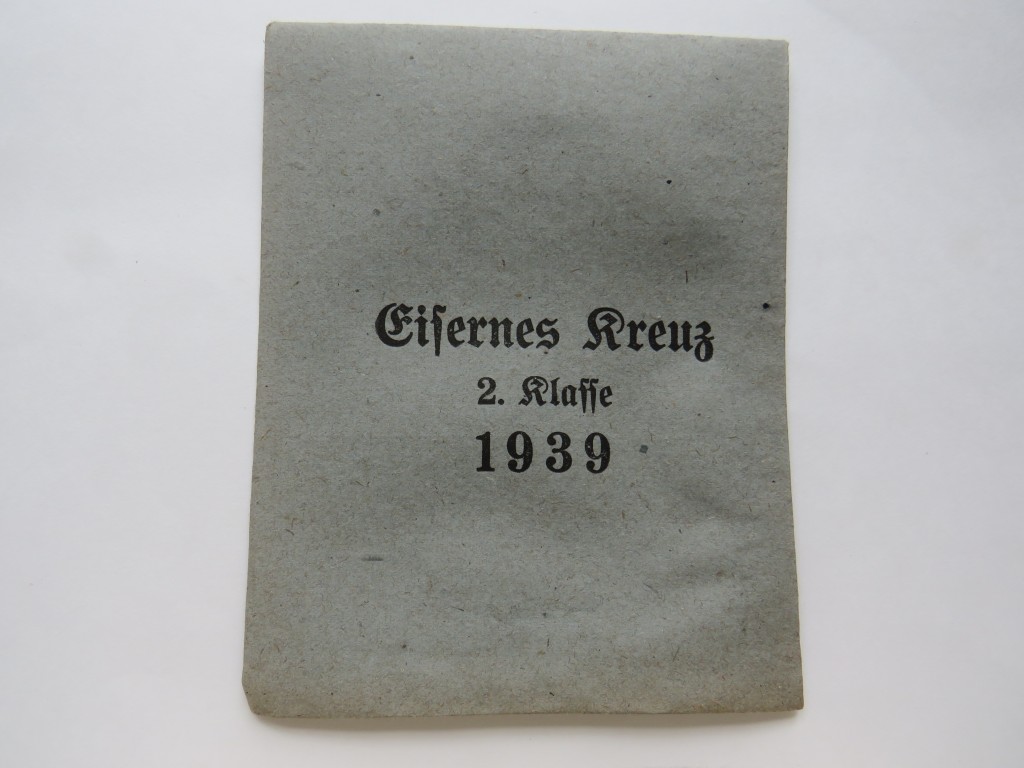 Eiſernes Kreuz
2. Klaſſe
1939